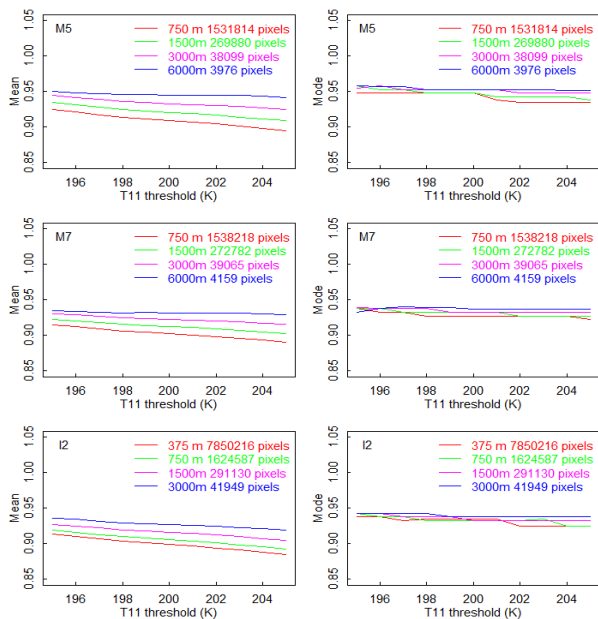 M5
750 m 1531814 pixels
1500m 269880 pixels
3000m 38099 pixels
6000m 3976 pixels
Mean
0.85 0.90 0.95 1.00 1.05
196 198 200 202 204
T11 threshold (K)
M5
750 m 1531814 pixels
1500m 269880 pixels
3000m 38099 pixels
6000m 3976 pixels
Mode
0.85 0.90 0.95 1.00 1.05
196 198 200 202 204
T11 threshold (K)
M7
750 m 1538218 pixels
1500m 272782 pixels
3000m 39065 pixels
6000m 4159 pixels
Mean
0.85 0.90 0.95 1.00 1.05
196 198 200 202 204
T11 threshold (K)
M7
750 m 1538218 pixels
1500m 272782 pixels
3000m 39065 pixels
6000m 4159 pixels
Mode
0.85 0.90 0.95 1.00 1.05
196 198 200 202 204
T11 threshold (K)
I2
375 m 7850216 pixels
750 m 1624587 pixels
1500m 291130 pixels
3000m 41949 pixels
Mean
0.85 0.90 0.95 1.00 1.05
196 198 200 202 204
T11 threshold (K)
I2
375 m 7850216 pixels
750 m 1624587 pixels
1500m 291130 pixels
3000m 41949 pixels
Mode
0.85 0.90 0.95 1.00 1.05
196 198 200 202 204
T11 threshold (K)